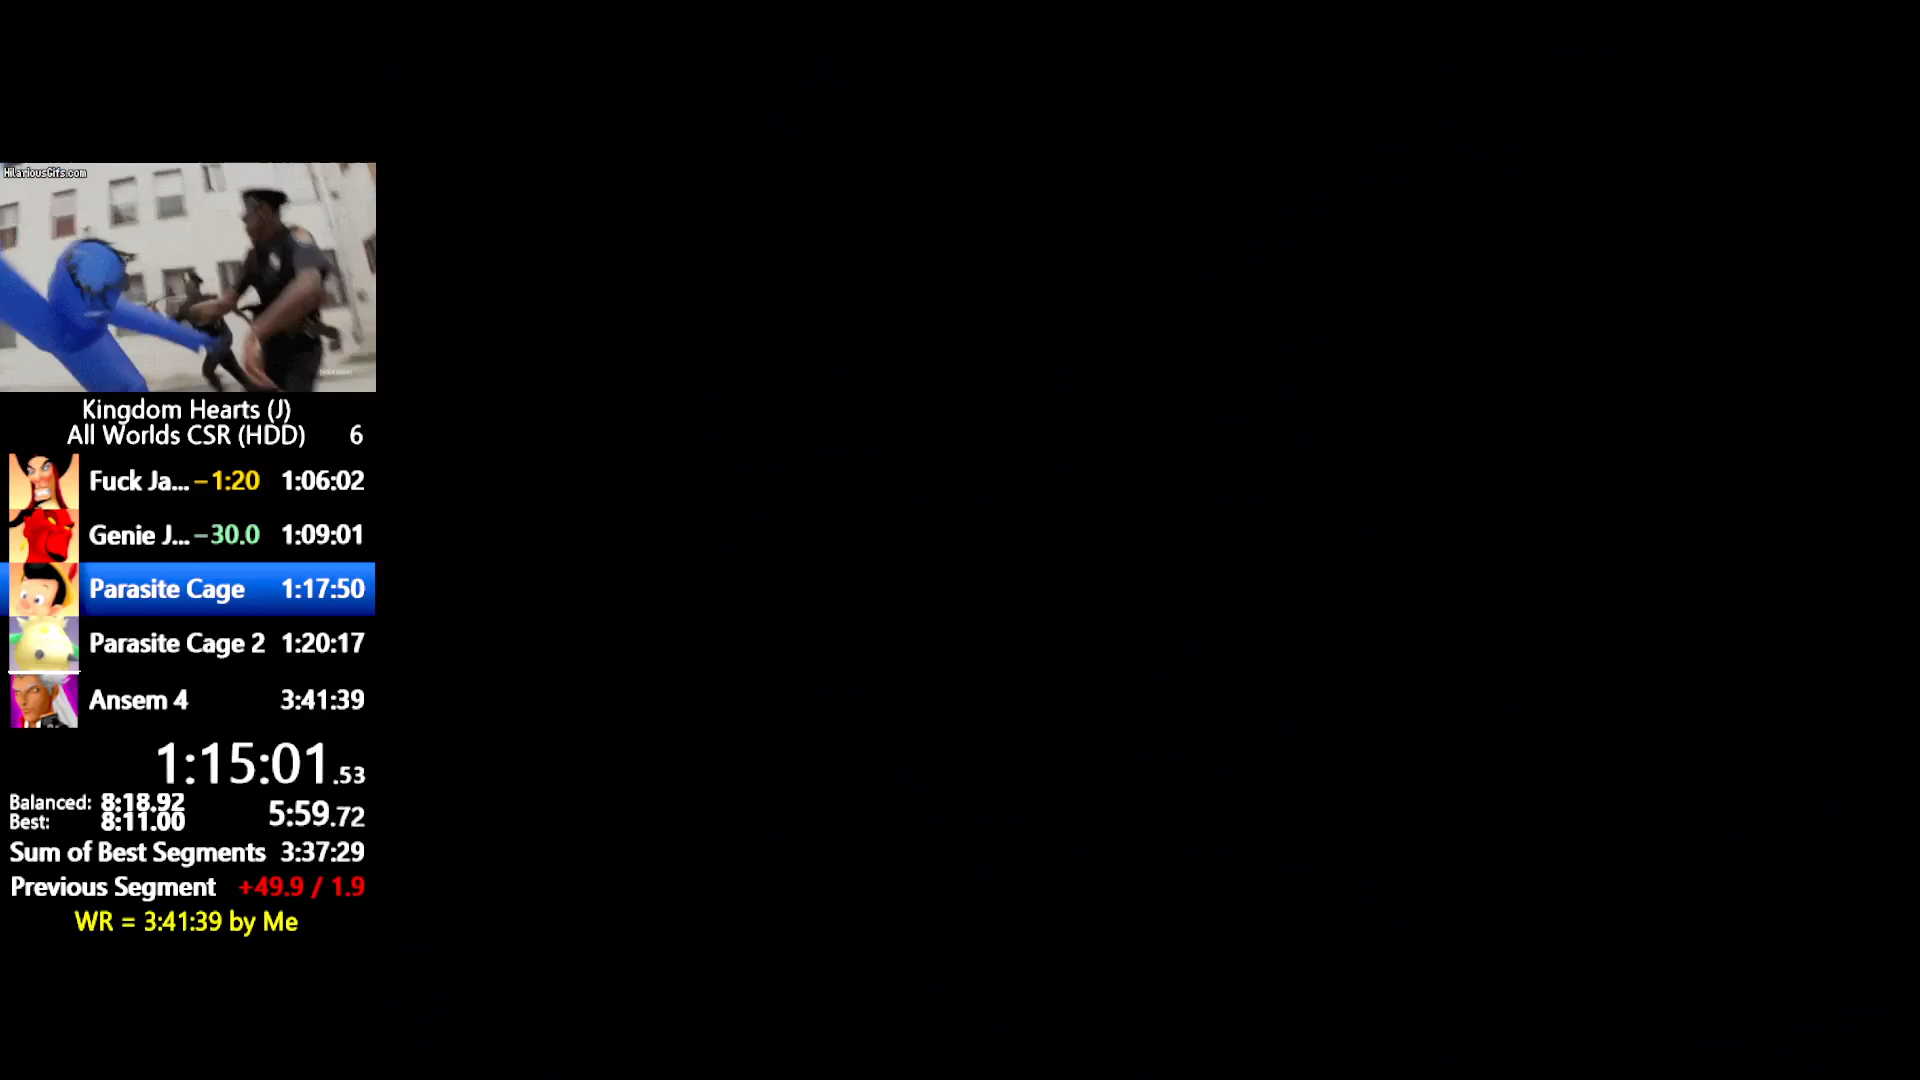 HilariousGifs.com
Kingdom Hearts (J)
All Worlds CSR (HDD) 6
Fuck Ja... −1:20 1:06:02
Genie J... −30.0 1:09:01
Parasite Cage 1:17:50
Parasite Cage 2 1:20:17
Ansem 4 3:41:39
1:15:01.53
Balanced: 8:18.92
Best: 8:11.00
5:59.72
Sum of Best Segments 3:37:29
Previous Segment +49.9 / 1.9
WR = 3:41:39 by Me